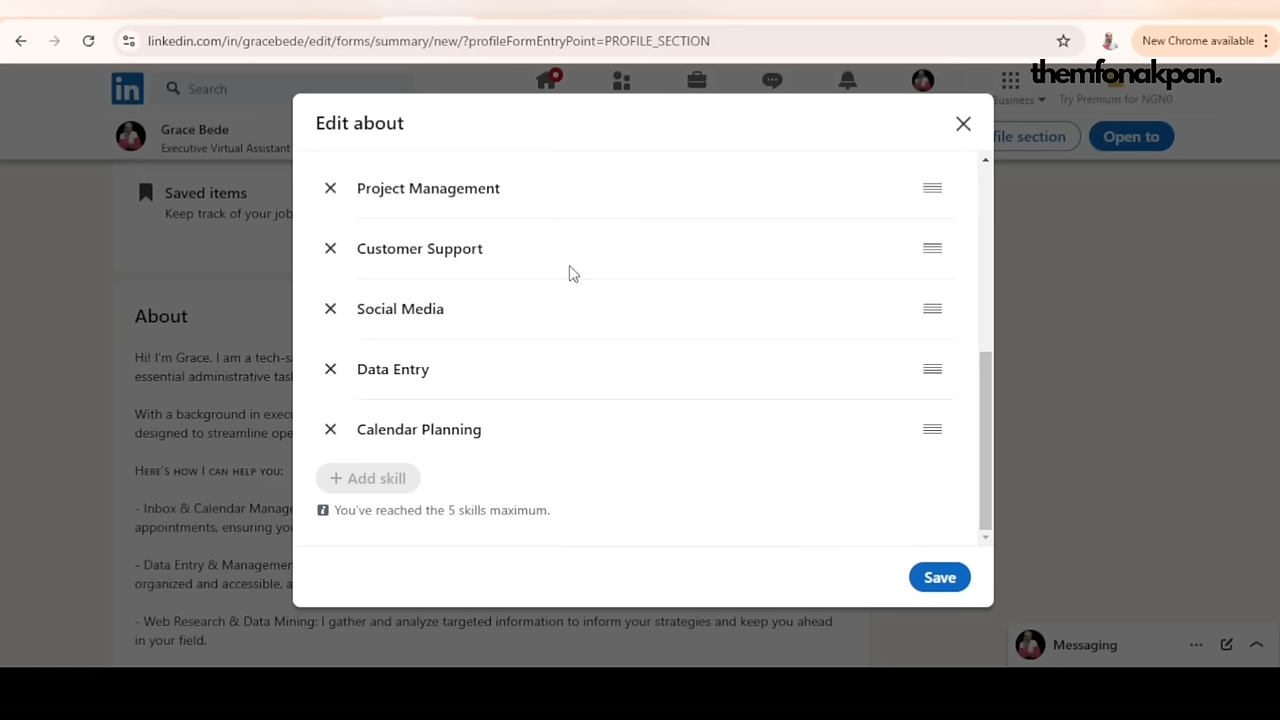 linkedin.com/in/gracebede/edit/forms/summary/new/?profileFormEntryPoint=PROFILE_SECTION
New Chrome available
themfonakpan.
in
Search
Business
Try Premium for NGN0
Grace Bede
Executive Virtual Assistant
file section
Open to
Edit about
Saved items
Keep track of your job
Project Management
Customer Support
Social Media
Data Entry
Calendar Planning
+ Add skill
You've reached the 5 skills maximum.
Save
About
Hi! I'm Grace. I am a tech-sa
essential administrative task
With a background in execu
designed to streamline ope
Here's how I can help you:
- Inbox & Calendar Manage
appointments, ensuring you
- Data Entry & Managemen
organized and accessible, a
- Web Research & Data Mining: I gather and analyze targeted information to inform your strategies and keep you ahead
in your field.
Messaging